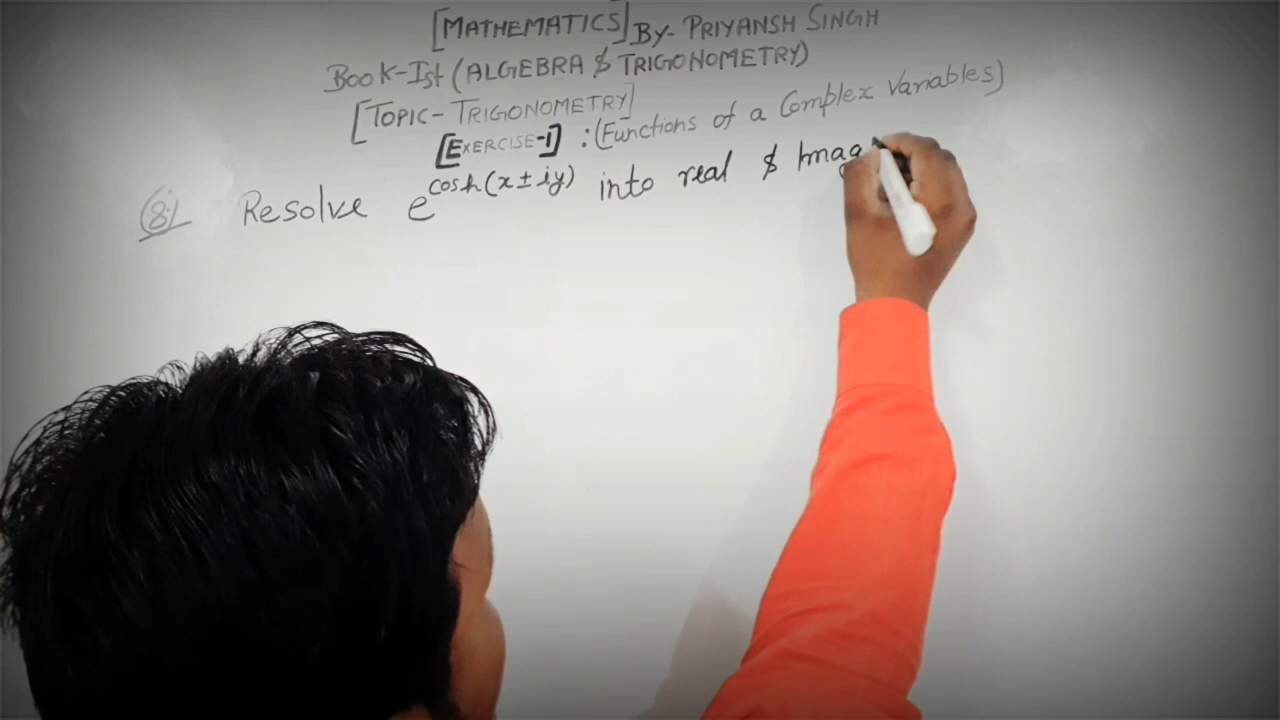 [MATHEMATICS] By- PRIYANSH SINGH
BOOK-Ist (ALGEBRA & TRIGONOMETRY)
[TOPIC- TRIGONOMETRY]
[EXERCISE-1] : (Functions of a Complex Variables)
(8) Resolve e^cosh(x ± iy) into real & Imag